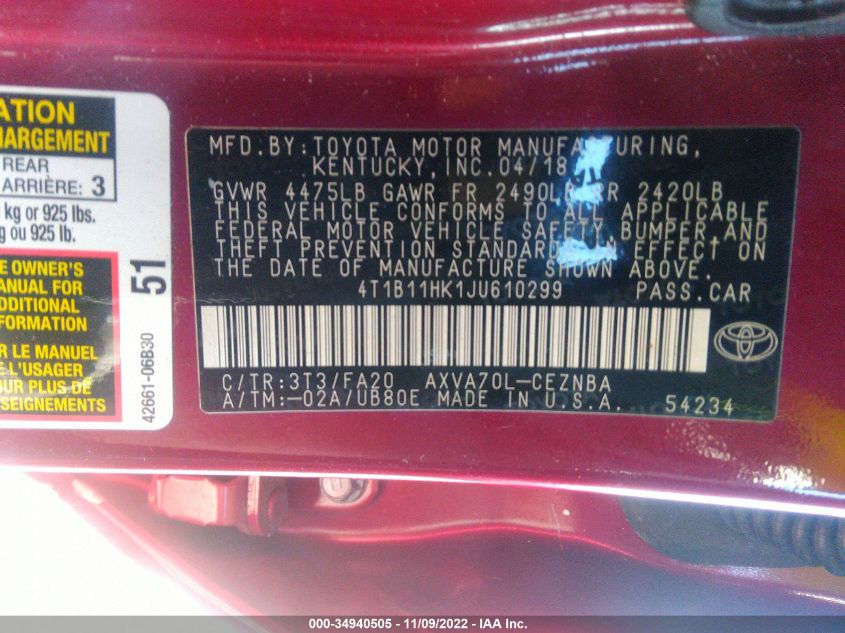 ATION
HARGEMENT
REAR
ARRIÈRE: 3
kg or 925 lbs.
g ou 925 lb.
E OWNER'S
ANUAL FOR
DDITIONAL
FORMATION
R LE MANUEL
E L'USAGER
UR PLUS DE
SEIGNEMENTS
51
42661-06B30
MFD.BY:TOYOTA MOTOR MANUFACTURING,
KENTUCKY,INC.04/18
GVWR 4475LB GAWR FR 2490LB RR 2420LB
THIS VEHICLE CONFORMS TO ALL APPLICABLE
FEDERAL MOTOR VEHICLE SAFETY,BUMPER,AND
THEFT PREVENTION STANDARDS IN EFFECT ON
THE DATE OF MANUFACTURE SHOWN ABOVE.
4T1B11HK1JU610299 PASS.CAR
C/TR:3T3/FA20 AXVA70L-CEZNBA
A/TM:-02A/UB80E MADE IN U.S.A. 54234
000-34940505 - 11/09/2022 - IAA Inc.